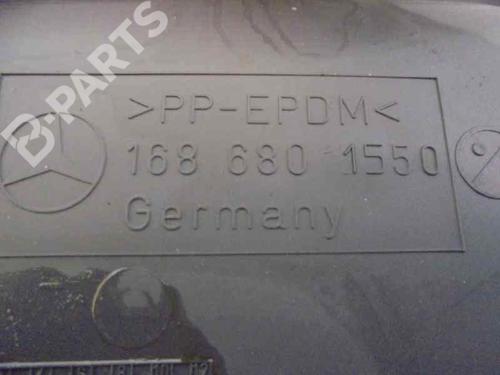 B-PARTS
>PP-EPDM<
168 680 1550
Germany